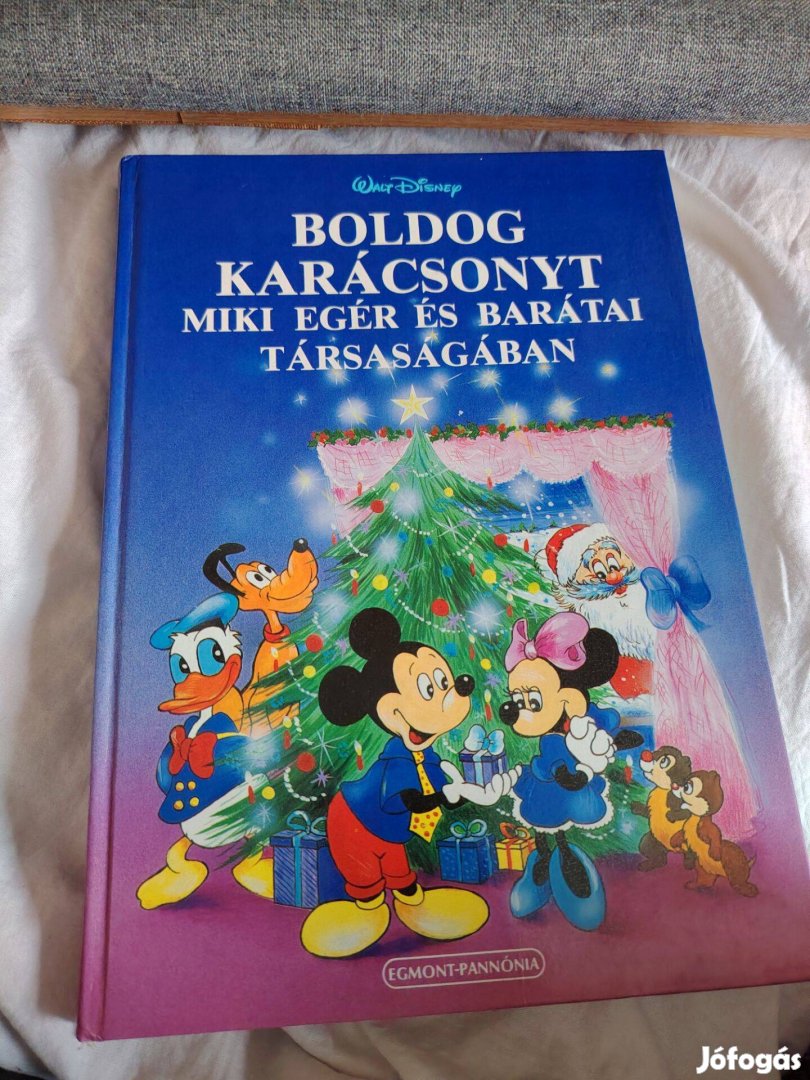 WALT DISNEY
BOLDOG
KARÁCSONYT
MIKI EGÉR ÉS BARÁTAI
TÁRSASÁGÁBAN
EGMONT-PANNÓNIA
Jófogás